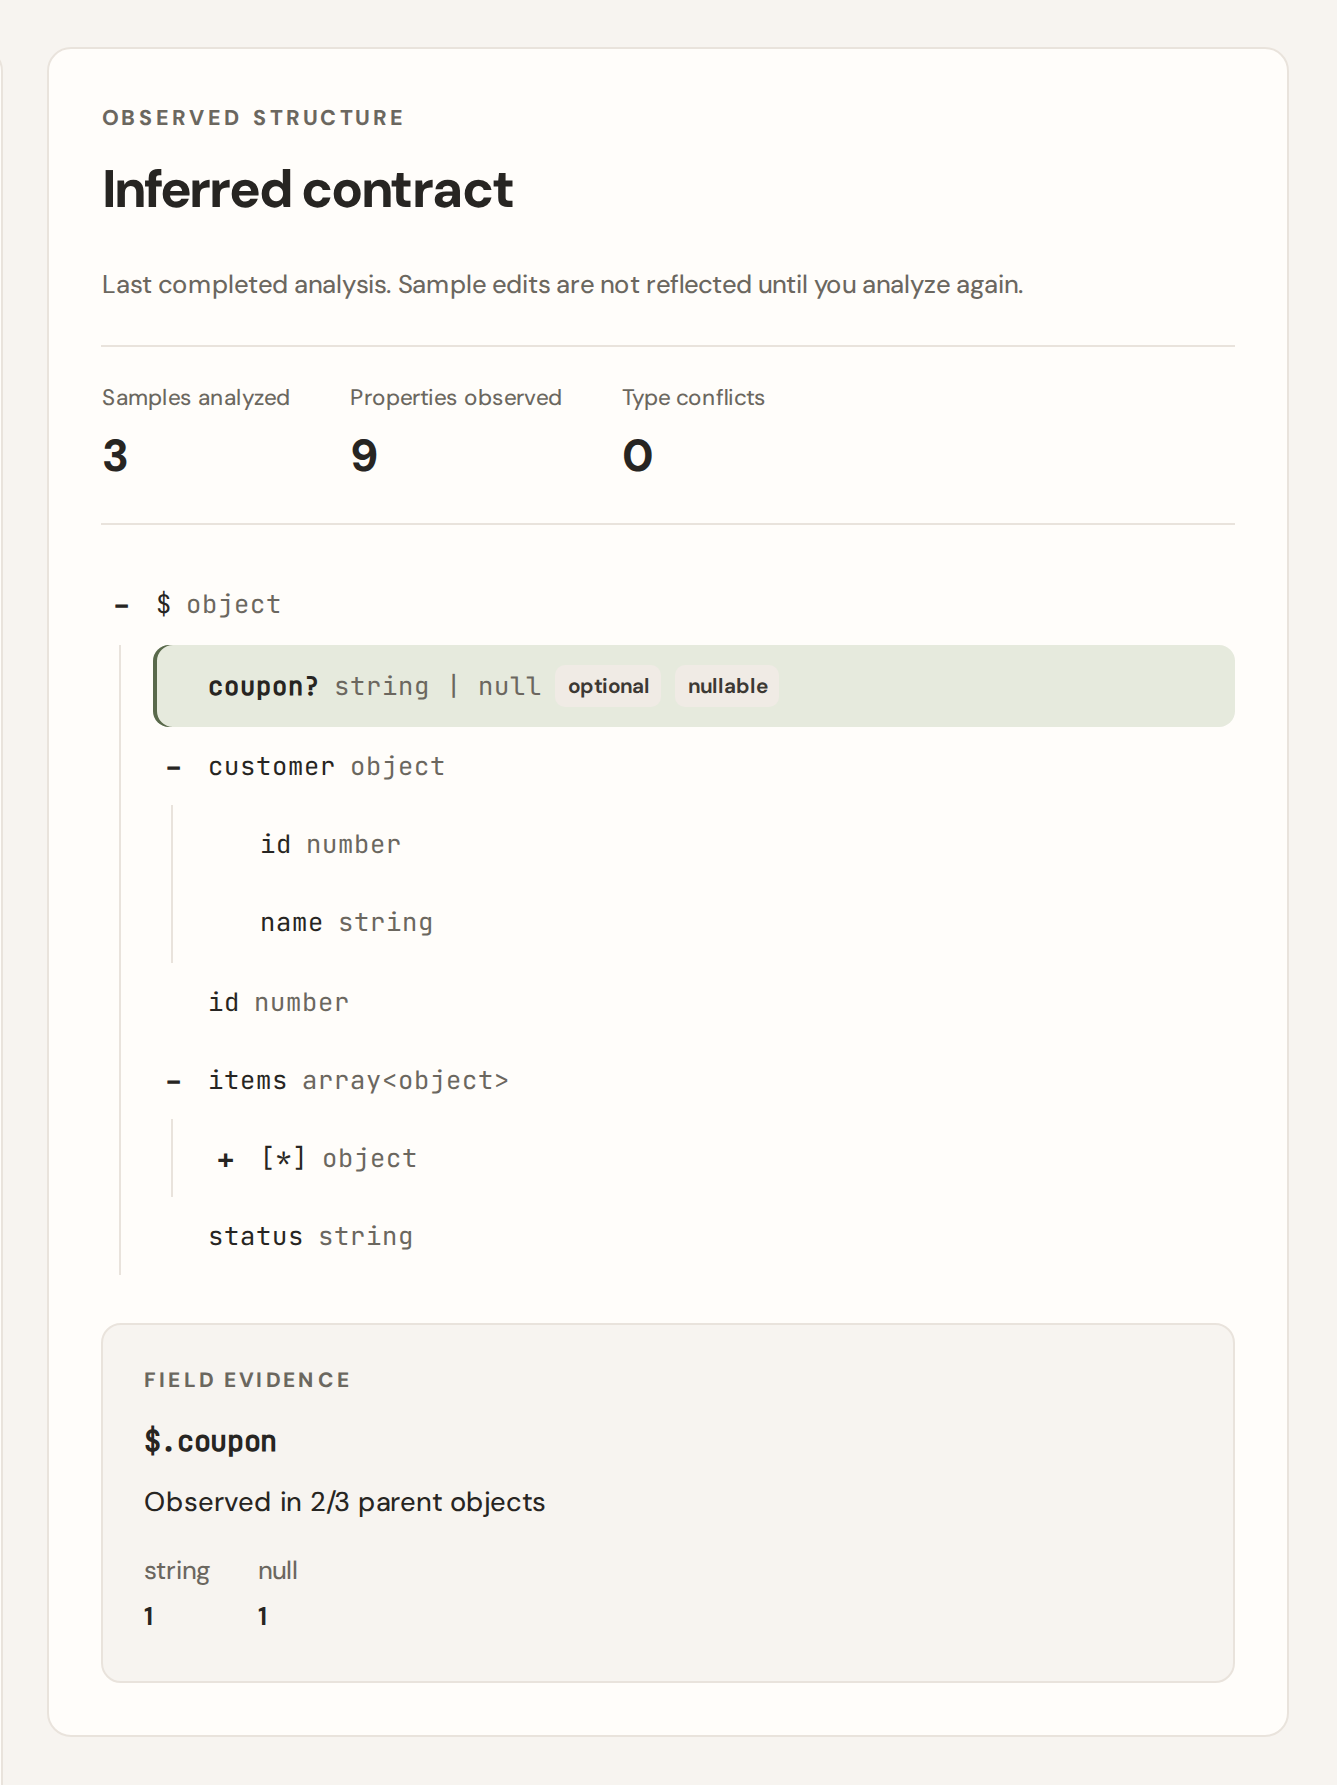 OBSERVED STRUCTURE
Inferred contract
Last completed analysis. Sample edits are not reflected until you analyze again.
Samples analyzed Properties observed Type conflicts
3 9 0
– $ object
coupon? string | null optional nullable
– customer object
id number
name string
id number
– items array<object>
+ [*] object
status string
FIELD EVIDENCE
$.coupon
Observed in 2/3 parent objects
string null
1 1